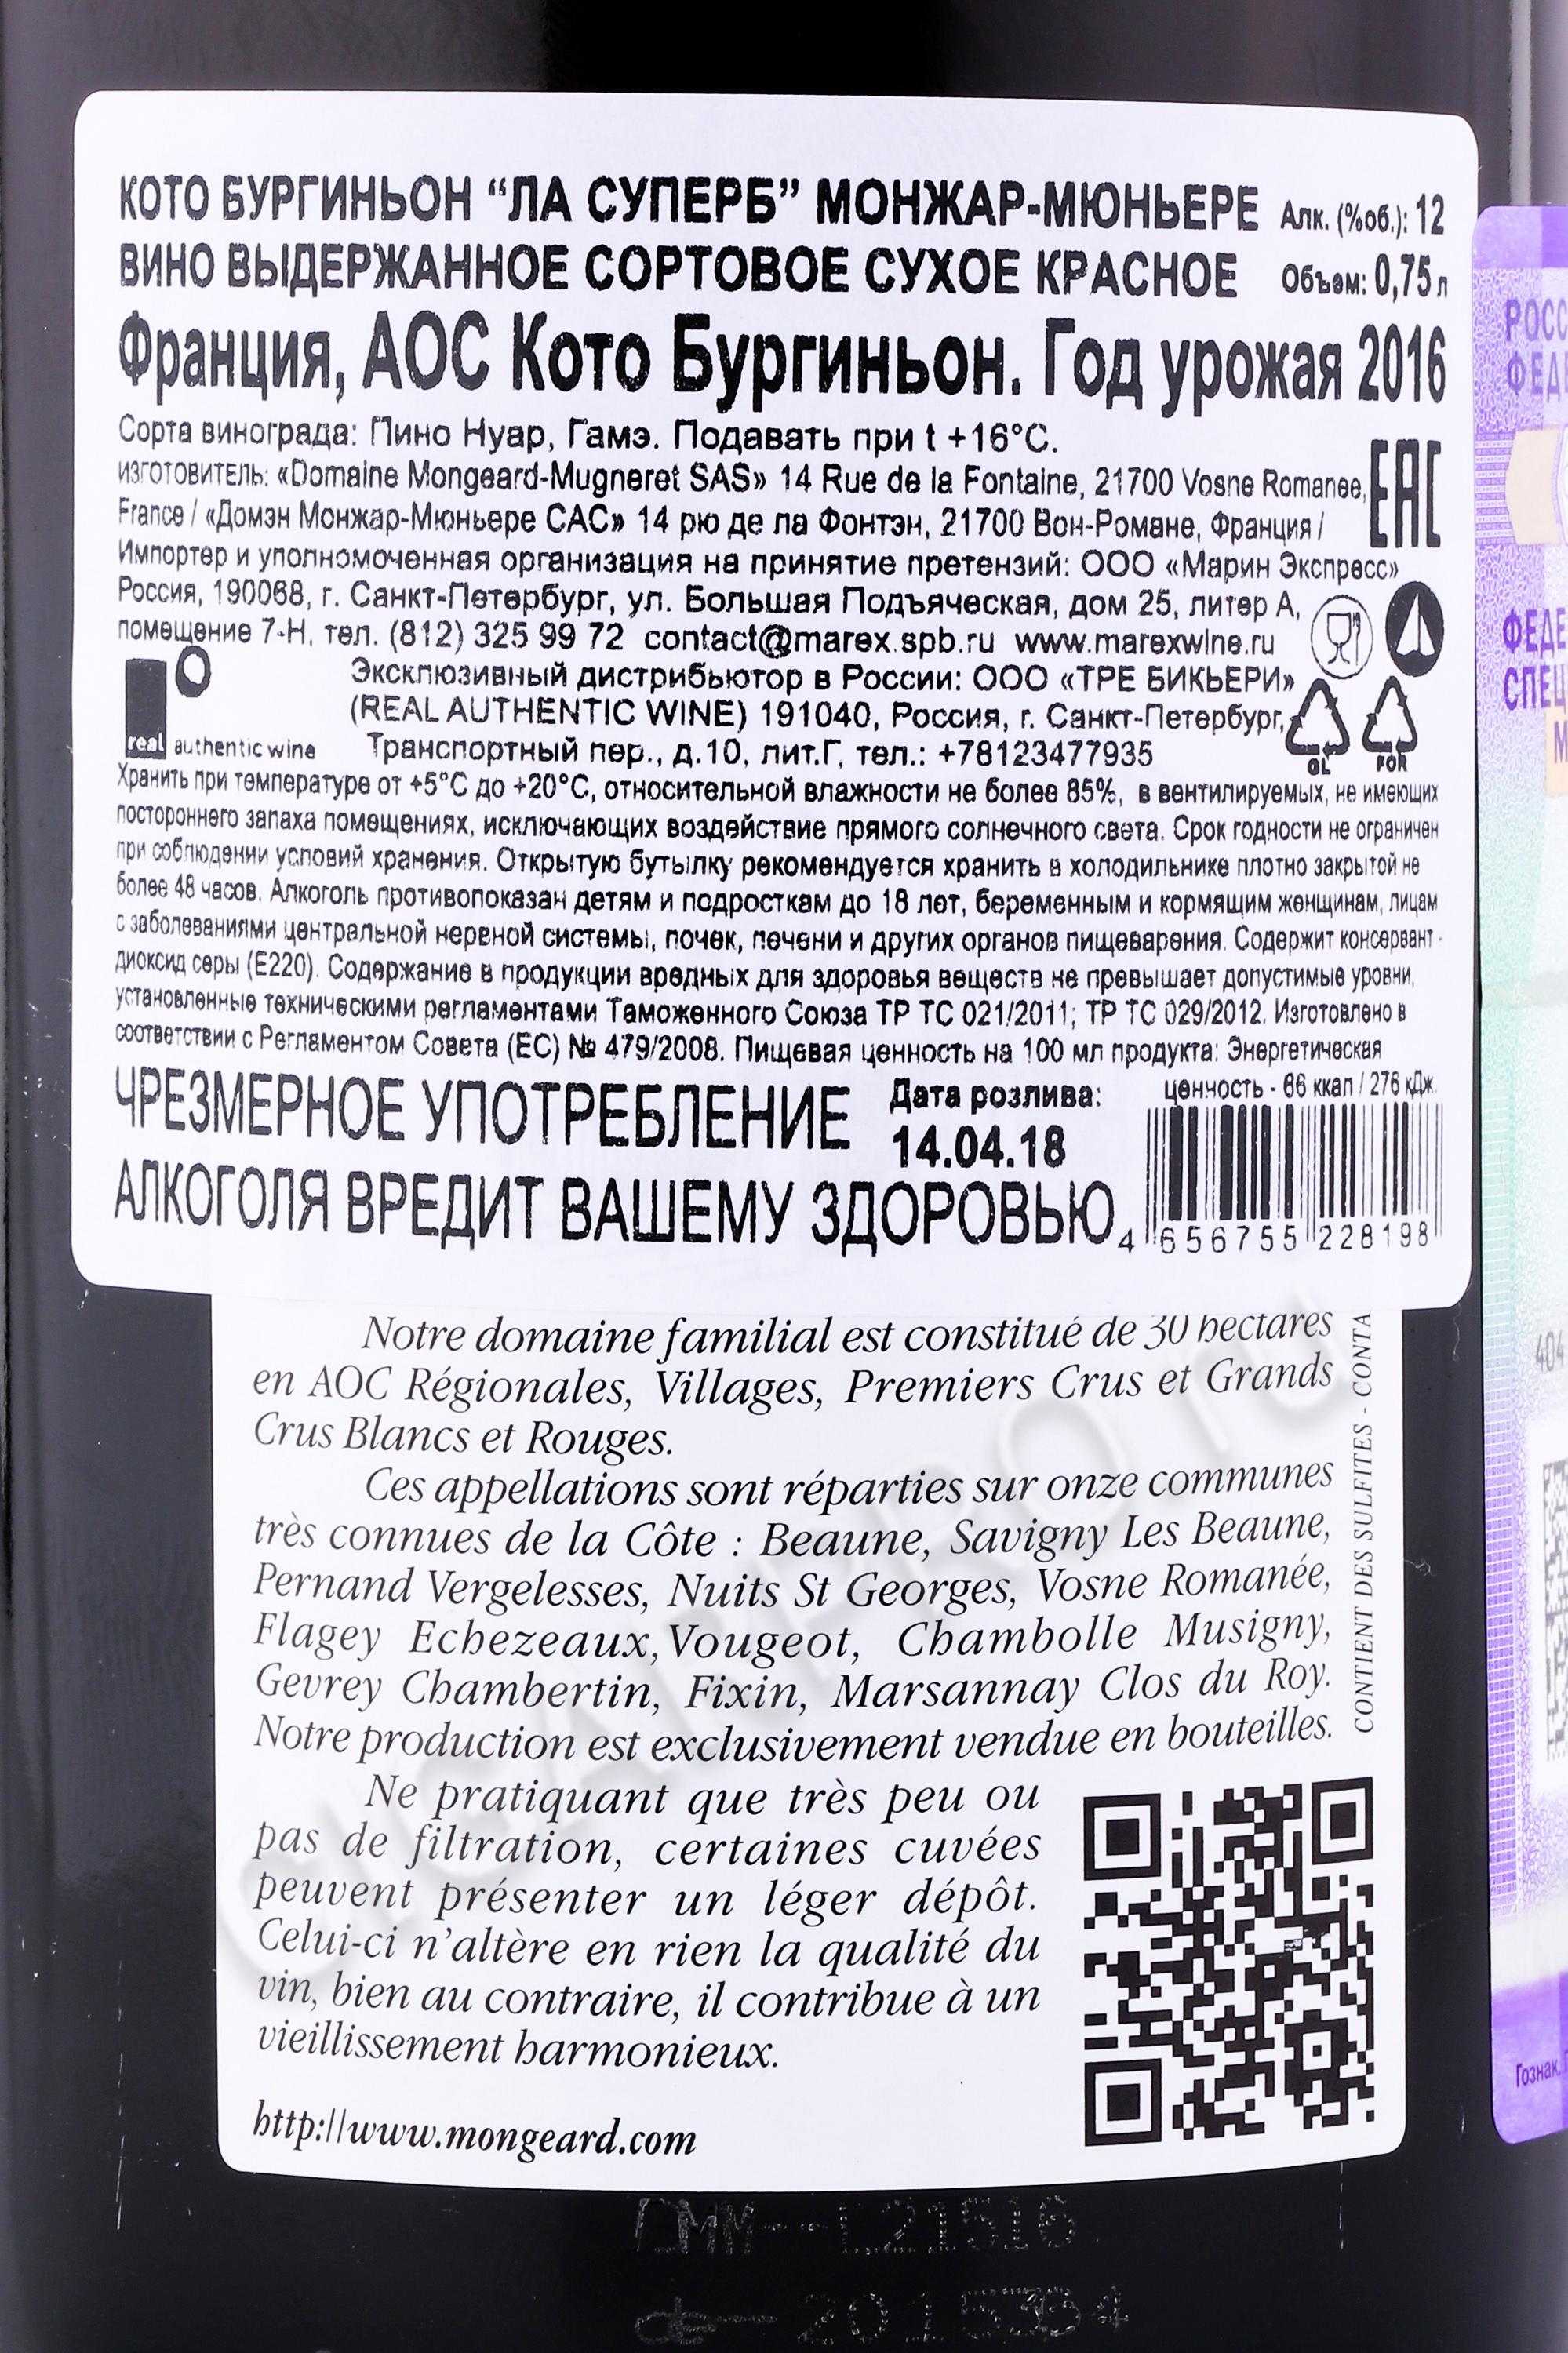 КОТО БУРГИНЬОН “ЛА СУПЕРБ” МОНЖАР-МЮНЬЕРЕ Алк. (%об.): 12
ВИНО ВЫДЕРЖАННОЕ СОРТОВОЕ СУХОЕ КРАСНОЕ Объем: 0,75 л
Франция, АОС Кото Бургиньон. Год урожая 2016
Сорта винограда: Пино Нуар, Гамэ. Подавать при t +16°C.
ИЗГОТОВИТЕЛЬ: «Domaine Mongeard-Mugneret SAS» 14 Rue de la Fontaine, 21700 Vosne Romanee,
France / «Домэн Монжар-Мюньере САС» 14 рю де ла Фонтэн, 21700 Вон-Романе, Франция /
EAC
Импортер и уполномоченная организация на принятие претензий: ООО «Марин Экспресс»
Россия, 190068, г. Санкт-Петербург, ул. Большая Подъяческая, дом 25, литер А,
помещение 7-Н, тел. (812) 325 99 72 contact@marex.spb.ru www.marexwine.ru
Эксклюзивный дистрибьютор в России: ООО «ТРЕ БИКЬЕРИ»
(REAL AUTHENTIC WINE) 191040, Россия, г. Санкт-Петербург,
real authentic wine Транспортный пер., д.10, лит.Г, тел.: +78123477935
GL FOR
Хранить при температуре от +5°С до +20°С, относительной влажности не более 85%, в вентилируемых, не имеющих
постороннего запаха помещениях, исключающих воздействие прямого солнечного света. Срок годности не ограничен
при соблюдении условий хранения. Открытую бутылку рекомендуется хранить в холодильнике плотно закрытой не
более 48 часов. Алкоголь противопоказан детям и подросткам до 18 лет, беременным и кормящим женщинам, лицам
с заболеваниями центральной нервной системы, почек, печени и других органов пищеварения. Содержит консервант -
диоксид серы (Е220). Содержание в продукции вредных для здоровья веществ не превышает допустимые уровни,
установленные техническими регламентами Таможенного Союза ТР ТС 021/2011; ТР ТС 029/2012. Изготовлено в
соответствии с Регламентом Совета (ЕС) № 479/2008. Пищевая ценность на 100 мл продукта: Энергетическая
ценность - 66 ккал / 276 кДж.
ЧРЕЗМЕРНОЕ УПОТРЕБЛЕНИЕ
АЛКОГОЛЯ ВРЕДИТ ВАШЕМУ ЗДОРОВЬЮ
Дата розлива:
14.04.18
4 656755 228198
Notre domaine familial est constitué de 30 hectares
en AOC Régionales, Villages, Premiers Crus et Grands
Crus Blancs et Rouges.
Ces appellations sont réparties sur onze communes
très connues de la Côte : Beaune, Savigny Les Beaune,
Pernand Vergelesses, Nuits St Georges, Vosne Romanée,
Flagey Echezeaux, Vougeot, Chambolle Musigny,
Gevrey Chambertin, Fixin, Marsannay Clos du Roy.
Notre production est exclusivement vendue en bouteilles.
Ne pratiquant que très peu ou
pas de filtration, certaines cuvées
peuvent présenter un léger dépôt.
Celui-ci n'altère en rien la qualité du
vin, bien au contraire, il contribue à un
vieillissement harmonieux.
http://www.mongeard.com
CONTIENT DES SULFITES - CONTA
РОСС
ФЕД
ФЕДЕ
СПЕЦ
М
404
Гознак.